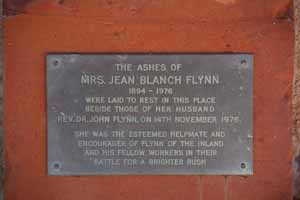 THE ASHES OF
MRS. JEAN BLANCH FLYNN
1894 - 1976
WERE LAID TO REST IN THIS PLACE
BESIDE THOSE OF HER HUSBAND
REV. DR. JOHN FLYNN, ON 14TH NOVEMBER 1976.
SHE WAS THE ESTEEMED HELPMATE AND
ENCOURAGER OF FLYNN OF THE INLAND
AND HIS FELLOW WORKERS IN THEIR
BATTLE FOR A BRIGHTER BUSH